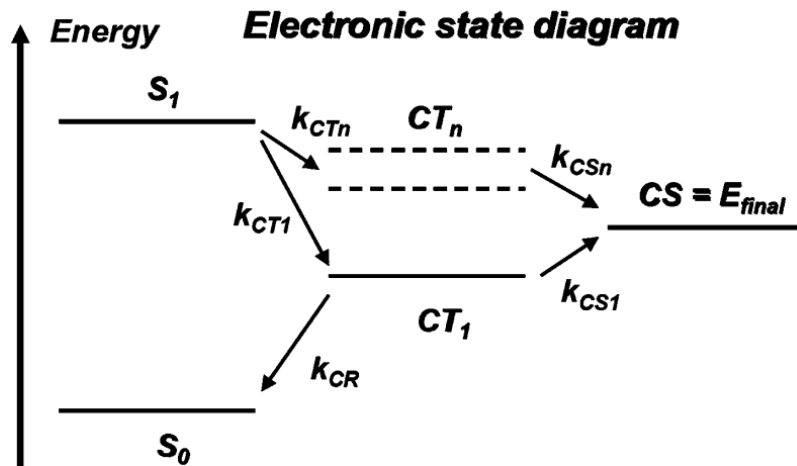 Energy
Electronic state diagram
S1
kCTn
CTn
kCSn
CS = Efinal
kCT1
CT1
kCS1
kCR
S0